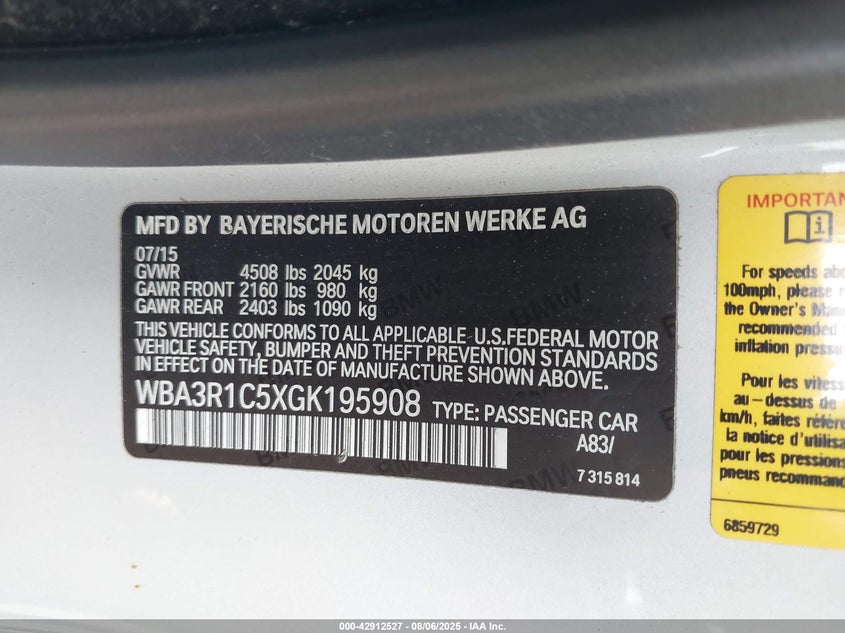 MFD BY BAYERISCHE MOTOREN WERKE AG
07/15
GVWR 4508 lbs 2045 kg
GAWR FRONT 2160 lbs 980 kg
GAWR REAR 2403 lbs 1090 kg
THIS VEHICLE CONFORMS TO ALL APPLICABLE U.S.FEDERAL MOTOR
VEHICLE SAFETY, BUMPER AND THEFT PREVENTION STANDARDS
IN EFFECT ON THE DATE OF MANUFACTURE SHOWN ABOVE.
WBA3R1C5XGK195908 TYPE: PASSENGER CAR
A83/
7 315 814
IMPORTAN
For speeds abo
100mph, please r
the Owner's Man
recommended
inflation pressu
Pour les vitess
au-dessus de
km/h, faites référe
la notice d'utilisa
pour les pression
pneus recommand
6859729
000-42912527 - 08/06/2025 - IAA Inc.